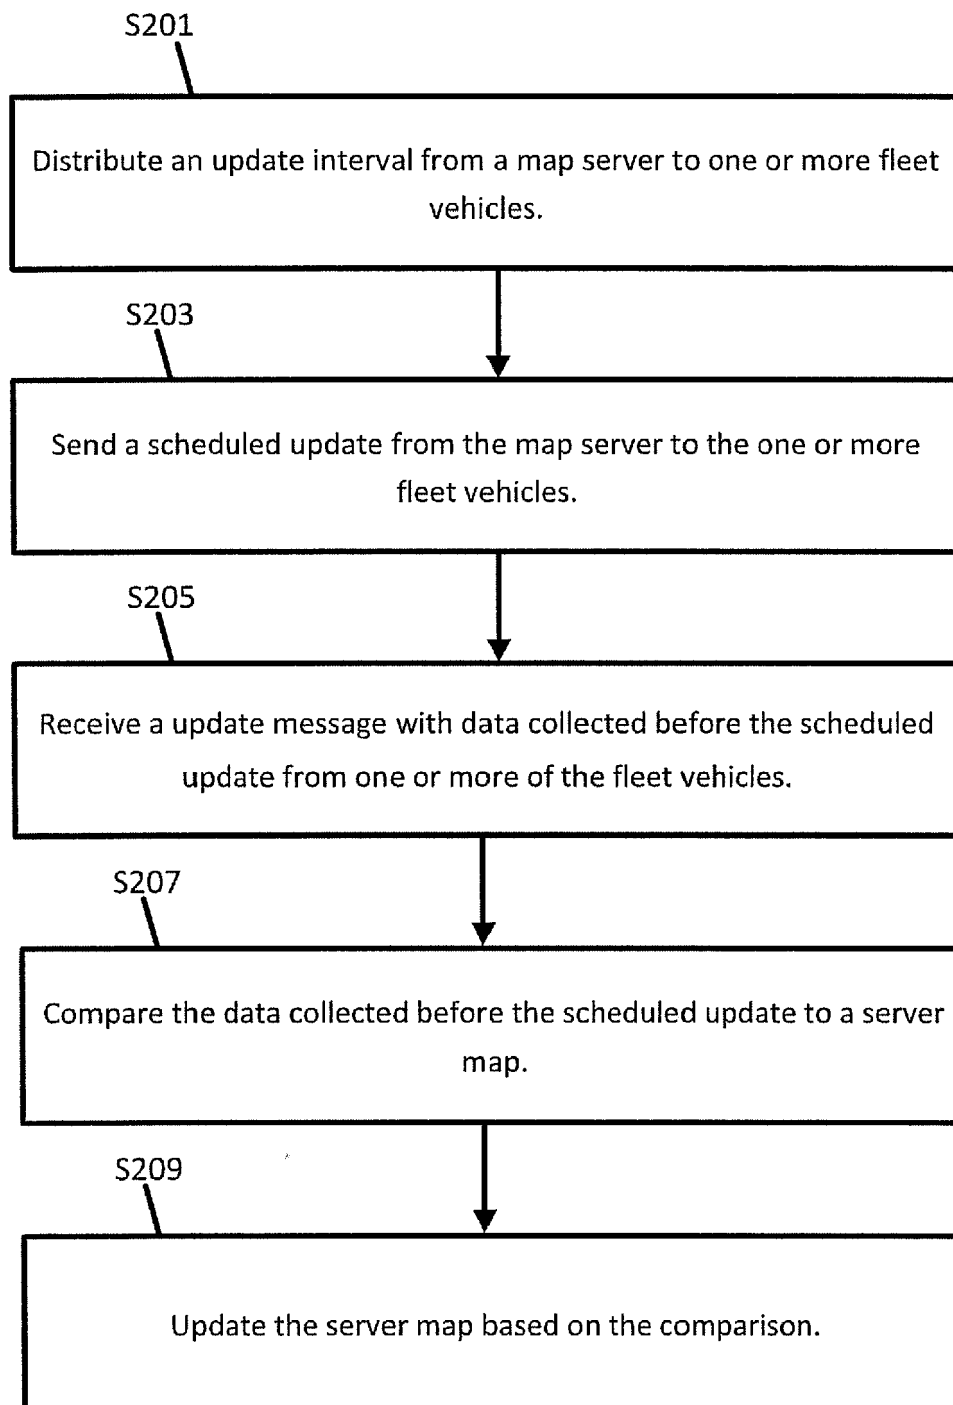 S201
Distribute an update interval from a map server to one or more fleet
vehicles.
S203
Send a scheduled update from the map server to the one or more
fleet vehicles.
S205
Receive a update message with data collected before the scheduled
update from one or more of the fleet vehicles.
S207
Compare the data collected before the scheduled update to a server
map.
S209
Update the server map based on the comparison.